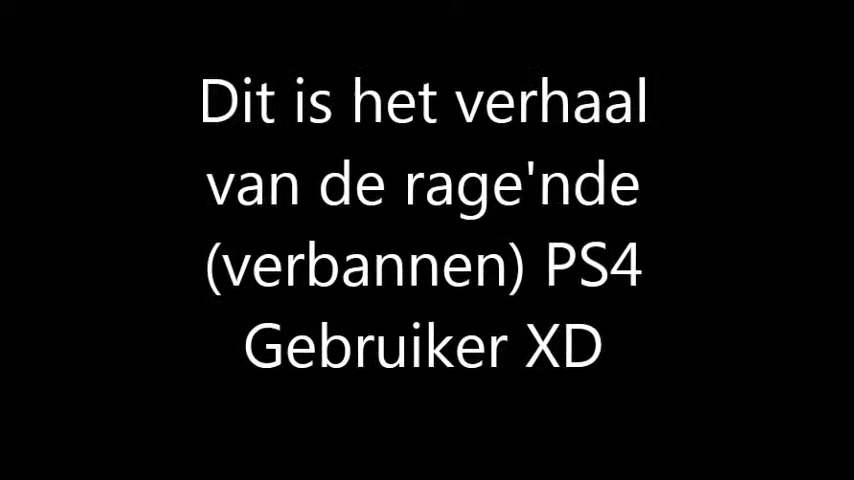 Dit is het verhaal
van de rage'nde
(verbannen) PS4
Gebruiker XD